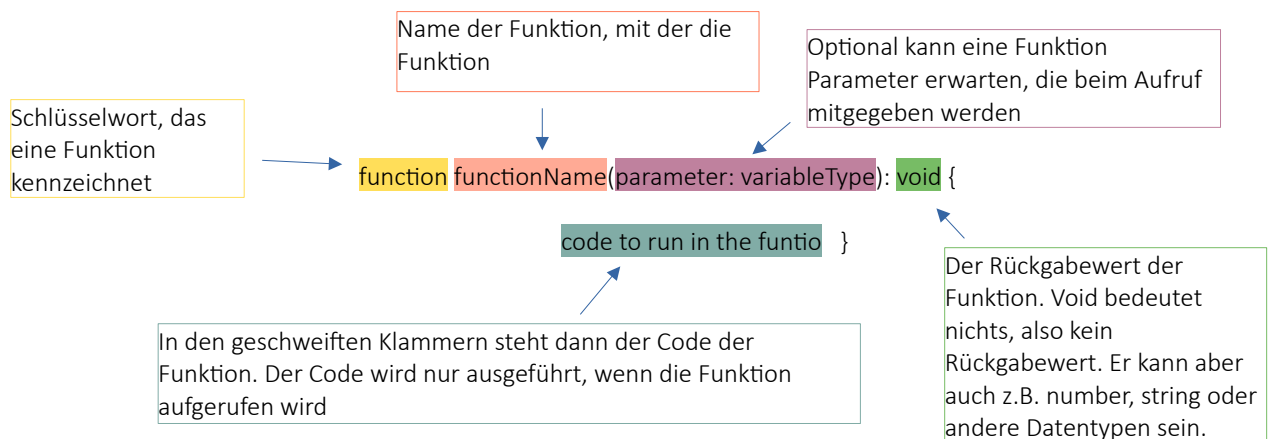 Name der Funktion, mit der die
Funktion
Optional kann eine Funktion
Parameter erwarten, die beim Aufruf
mitgegeben werden
Schlüsselwort, das
eine Funktion
kennzeichnet
function functionName(parameter: variableType): void {
code to run in the funtio }
Der Rückgabewert der
Funktion. Void bedeutet
nichts, also kein
Rückgabewert. Er kann aber
auch z.B. number, string oder
andere Datentypen sein.
In den geschweiften Klammern steht dann der Code der
Funktion. Der Code wird nur ausgeführt, wenn die Funktion
aufgerufen wird